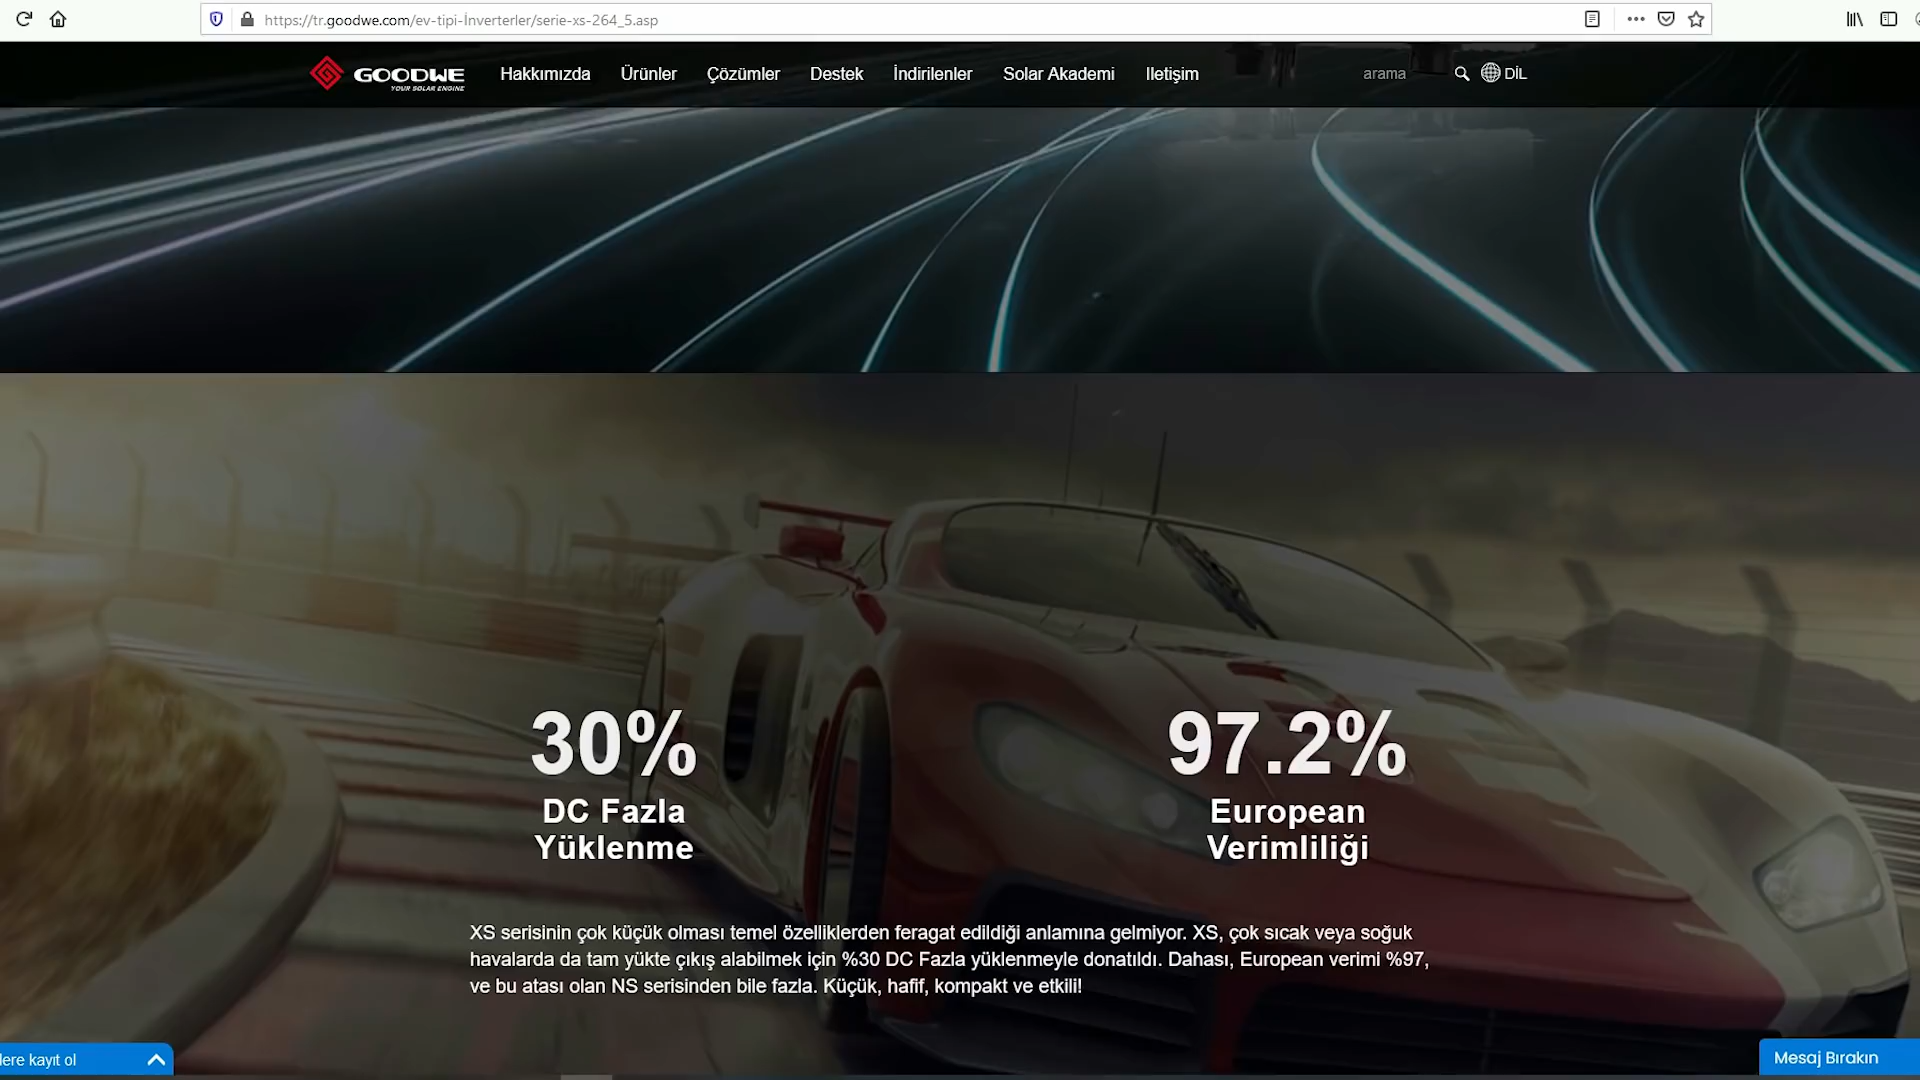 https://tr.goodwe.com/ev-tipi-İnverterler/serie-xs-264_5.asp
GOODWE
YOUR SOLAR ENGINE
Hakkımızda Ürünler Çözümler Destek İndirilenler Solar Akademi Iletişim arama DİL
30%
DC Fazla
Yüklenme
97.2%
European
Verimliliği
XS serisinin çok küçük olması temel özelliklerden feragat edildiği anlamına gelmiyor. XS, çok sıcak veya soğuk
havalarda da tam yükte çıkış alabilmek için %30 DC Fazla yüklenmeyle donatıldı. Dahası, European verimi %97,
ve bu atası olan NS serisinden bile fazla. Küçük, hafif, kompakt ve etkili!
lere kayıt ol
Mesaj Bırakın